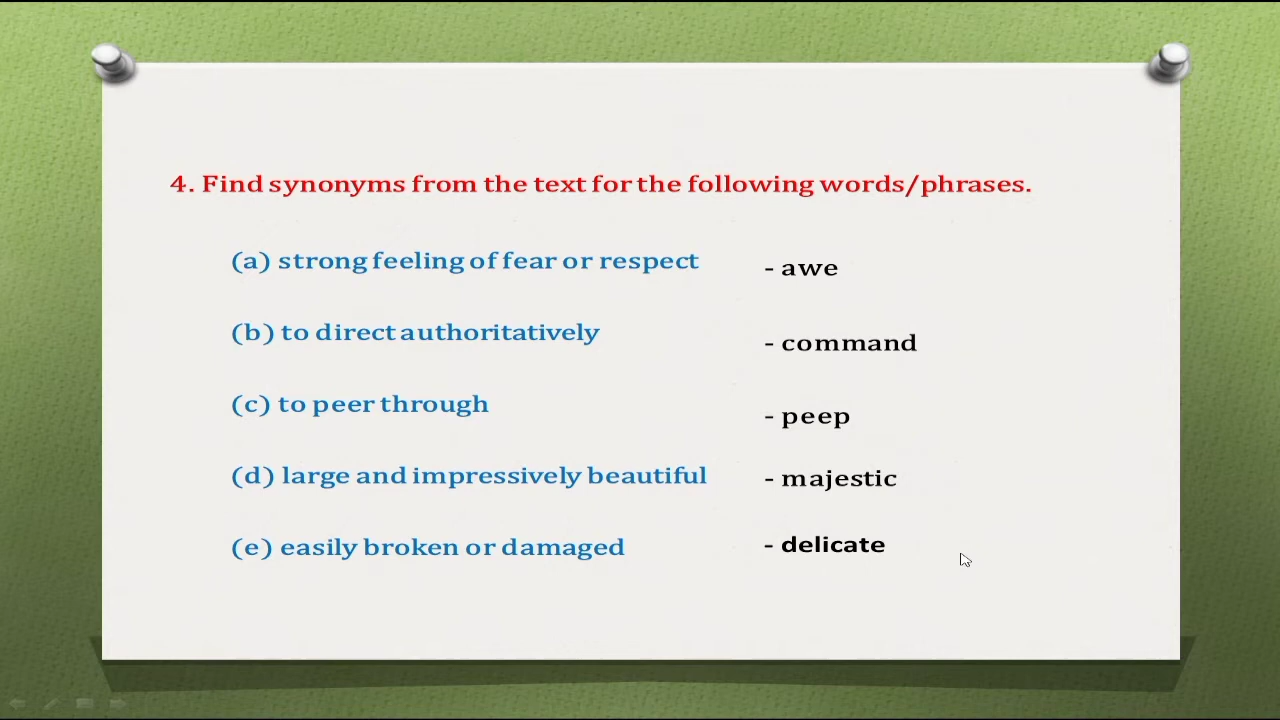 4. Find synonyms from the text for the following words/phrases.
(a) strong feeling of fear or respect - awe
(b) to direct authoritatively - command
(c) to peer through - peep
(d) large and impressively beautiful - majestic
(e) easily broken or damaged - delicate